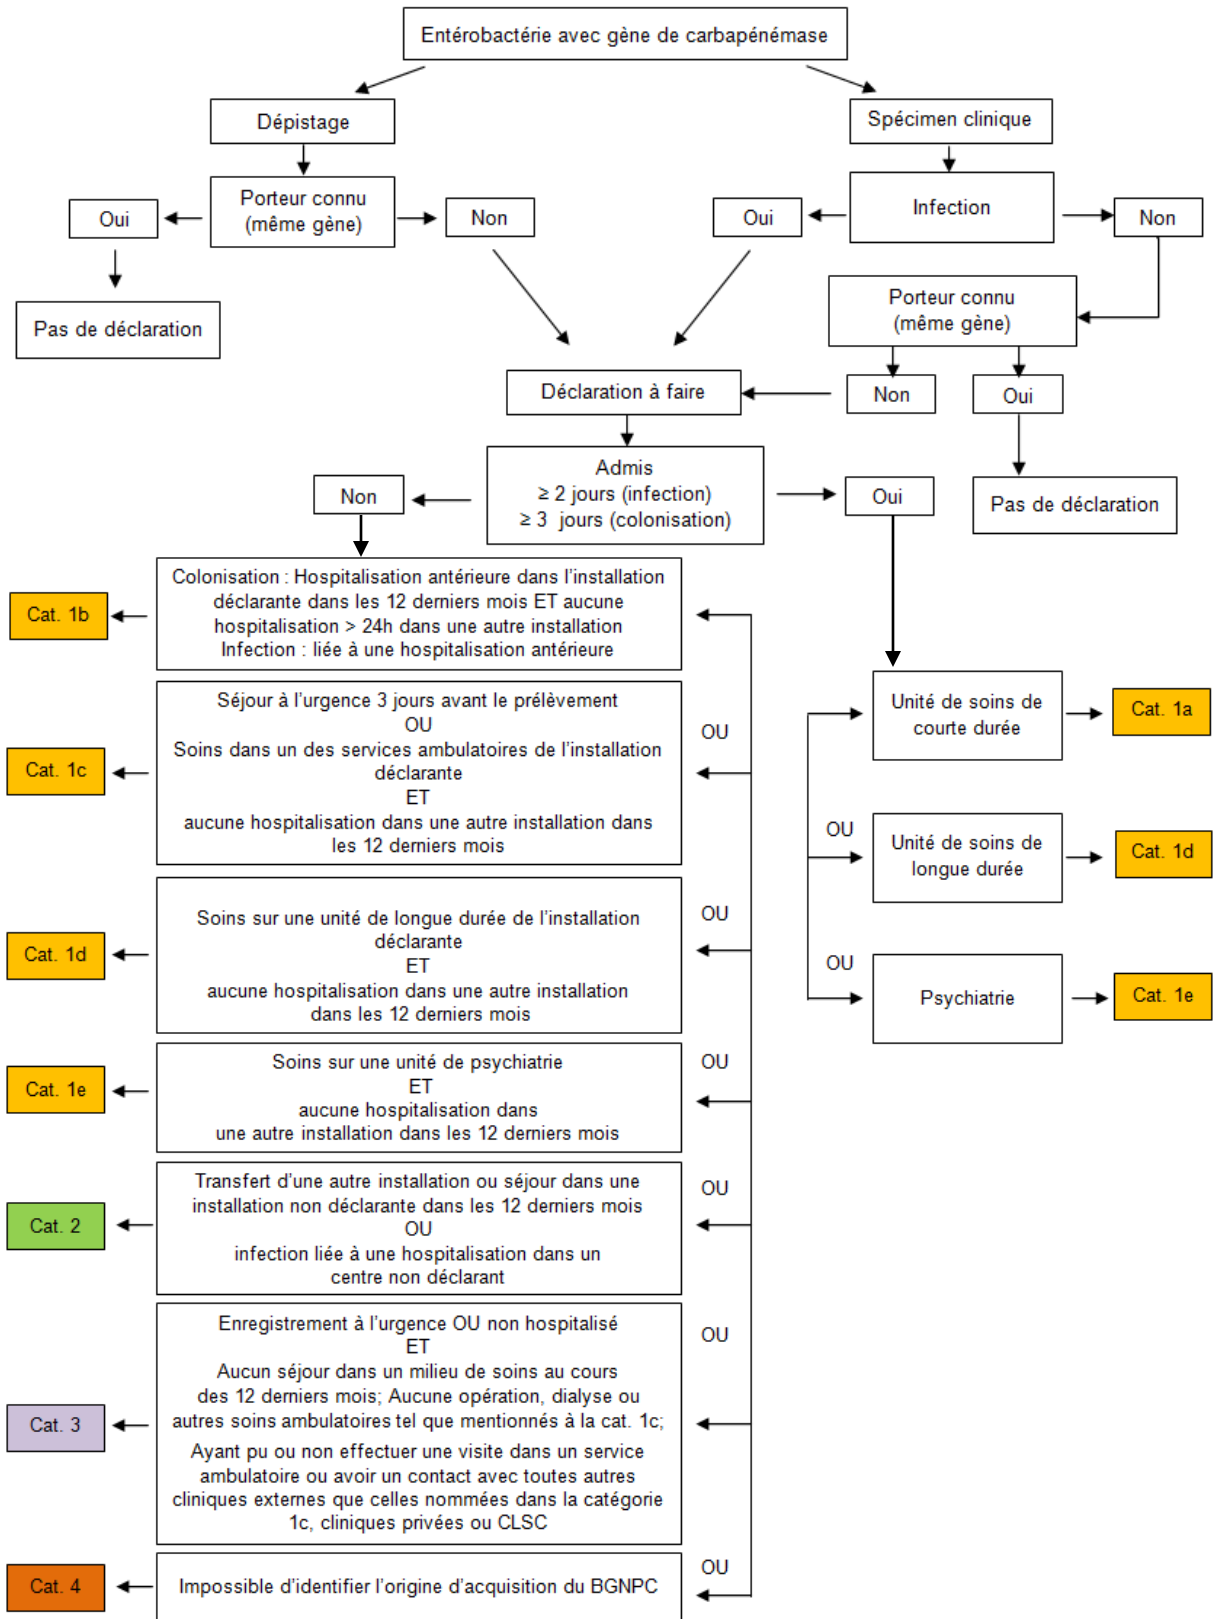 Entérobactérie avec gène de carbapénémase
Dépistage
Spécimen clinique
Porteur connu
(même gène)
Oui
Non
Oui
Infection
Non
Pas de déclaration
Porteur connu
(même gène)
Déclaration à faire
Non
Oui
Admis
≥ 2 jours (infection)
≥ 3 jours (colonisation)
Non
Oui
Pas de déclaration
Cat. 1b
Colonisation : Hospitalisation antérieure dans l'installation
déclarante dans les 12 derniers mois ET aucune
hospitalisation > 24h dans une autre installation
Infection : liée à une hospitalisation antérieure
OU
Cat. 1c
Séjour à l'urgence 3 jours avant le prélèvement
OU
Soins dans un des services ambulatoires de l'installation
déclarante
ET
aucune hospitalisation dans une autre installation dans
les 12 derniers mois
OU
Cat. 1d
Soins sur une unité de longue durée de l'installation
déclarante
ET
aucune hospitalisation dans une autre installation
dans les 12 derniers mois
OU
Cat. 1e
Soins sur une unité de psychiatrie
ET
aucune hospitalisation dans
une autre installation dans les 12 derniers mois
OU
Cat. 2
Transfert d'une autre installation ou séjour dans une
installation non déclarante dans les 12 derniers mois
OU
infection liée à une hospitalisation dans un
centre non déclarant
OU
Cat. 3
Enregistrement à l'urgence OU non hospitalisé
ET
Aucun séjour dans un milieu de soins au cours
des 12 derniers mois; Aucune opération, dialyse ou
autres soins ambulatoires tel que mentionnés à la cat. 1c;
Ayant pu ou non effectuer une visite dans un service
ambulatoire ou avoir un contact avec toutes autres
cliniques externes que celles nommées dans la catégorie
1c, cliniques privées ou CLSC
OU
Cat. 4
Impossible d'identifier l'origine d'acquisition du BGNPC
Unité de soins de
courte durée
Cat. 1a
OU
Unité de soins de
longue durée
Cat. 1d
OU
Psychiatrie
Cat. 1e